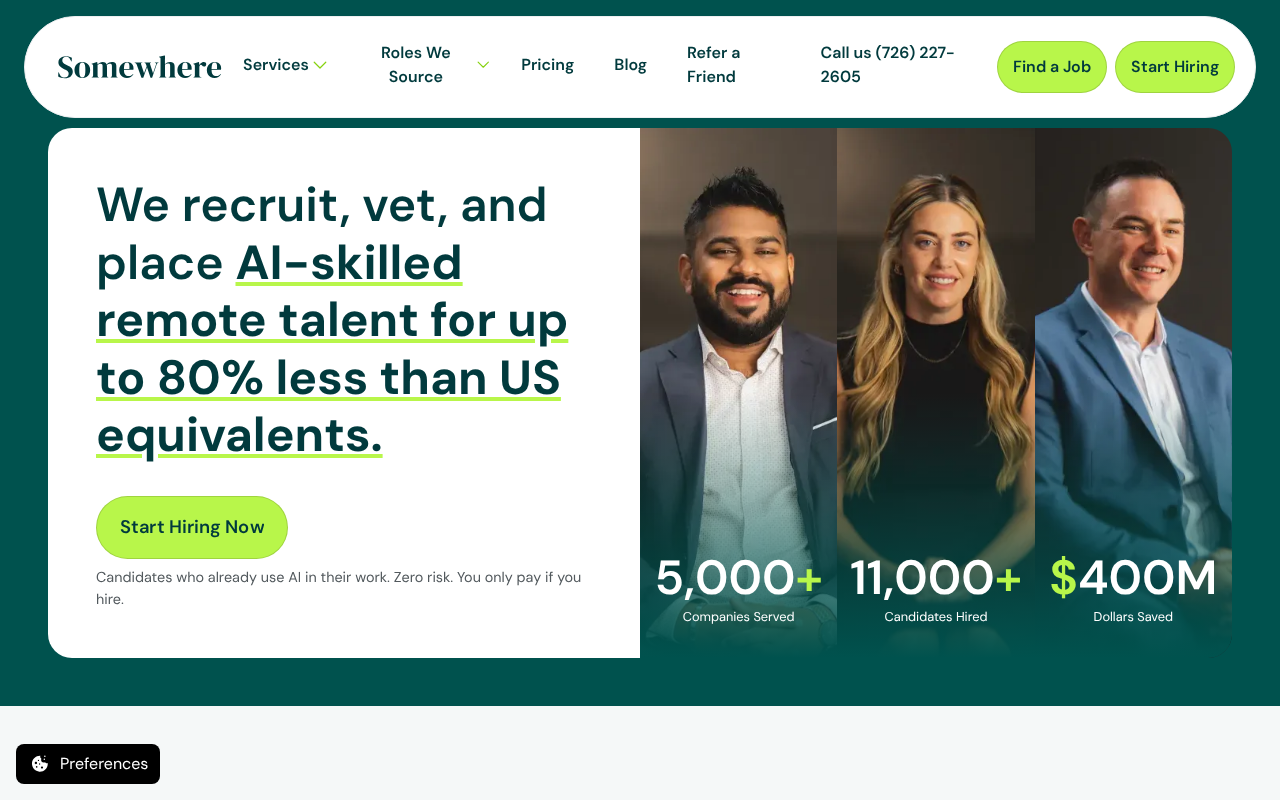 Somewhere
Services
Roles We
Source
Pricing
Blog
Refer a
Friend
Call us (726) 227-
2605
Find a Job
Start Hiring
We recruit, vet, and
place AI-skilled
remote talent for up
to 80% less than US
equivalents.
Start Hiring Now
Candidates who already use AI in their work. Zero risk. You only pay if you
hire.
5,000+
Companies Served
11,000+
Candidates Hired
$400M
Dollars Saved
Preferences